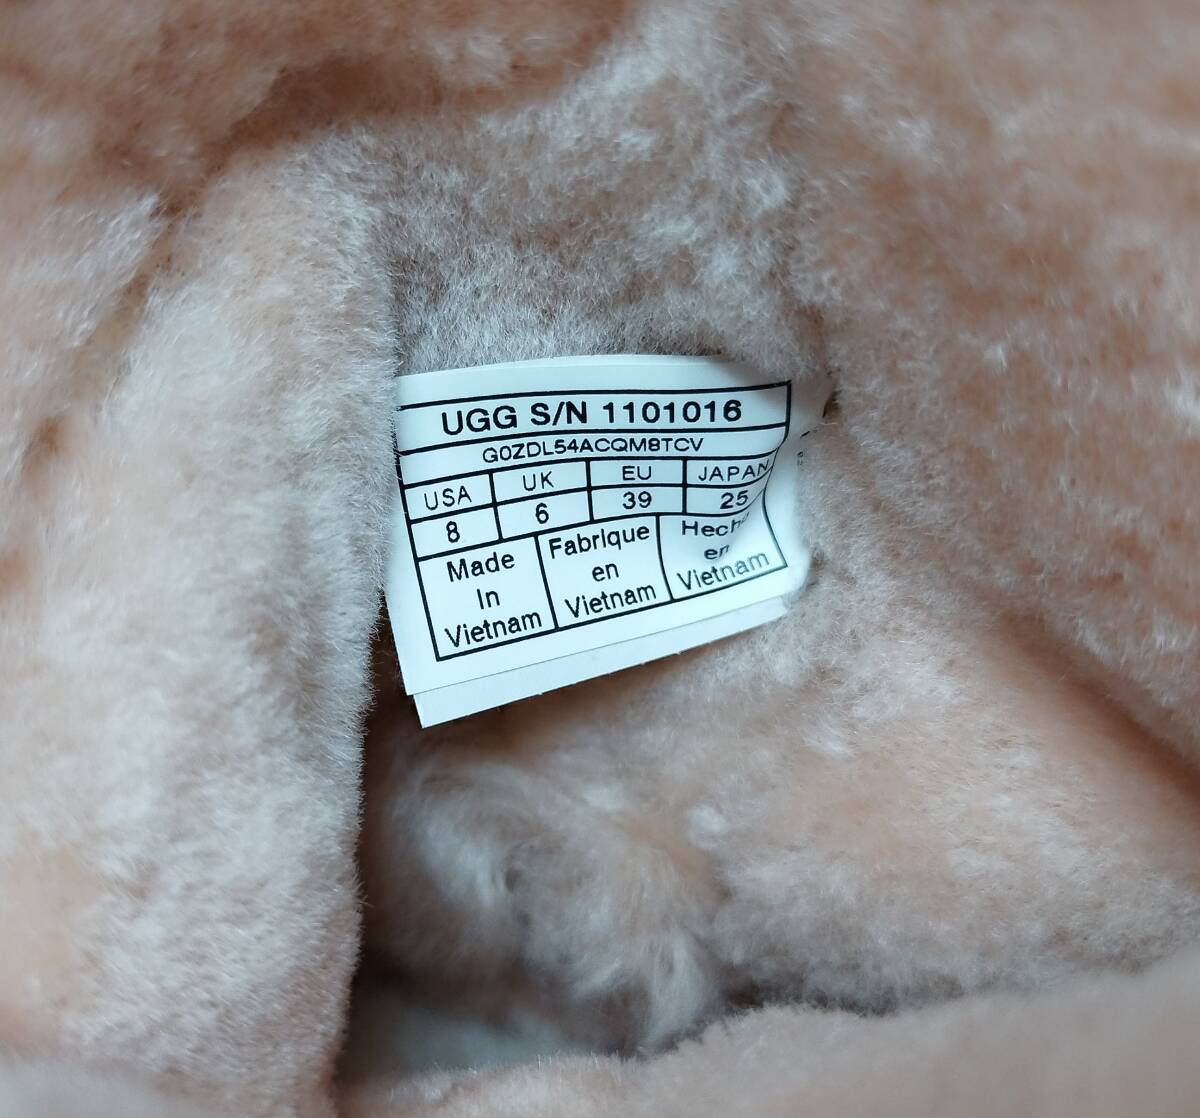 UGG S/N 1101016
G0ZDL54ACQM8TCV
USA UK EU JAPAN
8 6 39 25
Made
In
Vietnam
Fabrique
en
Vietnam
Hecho
en
Vietnam